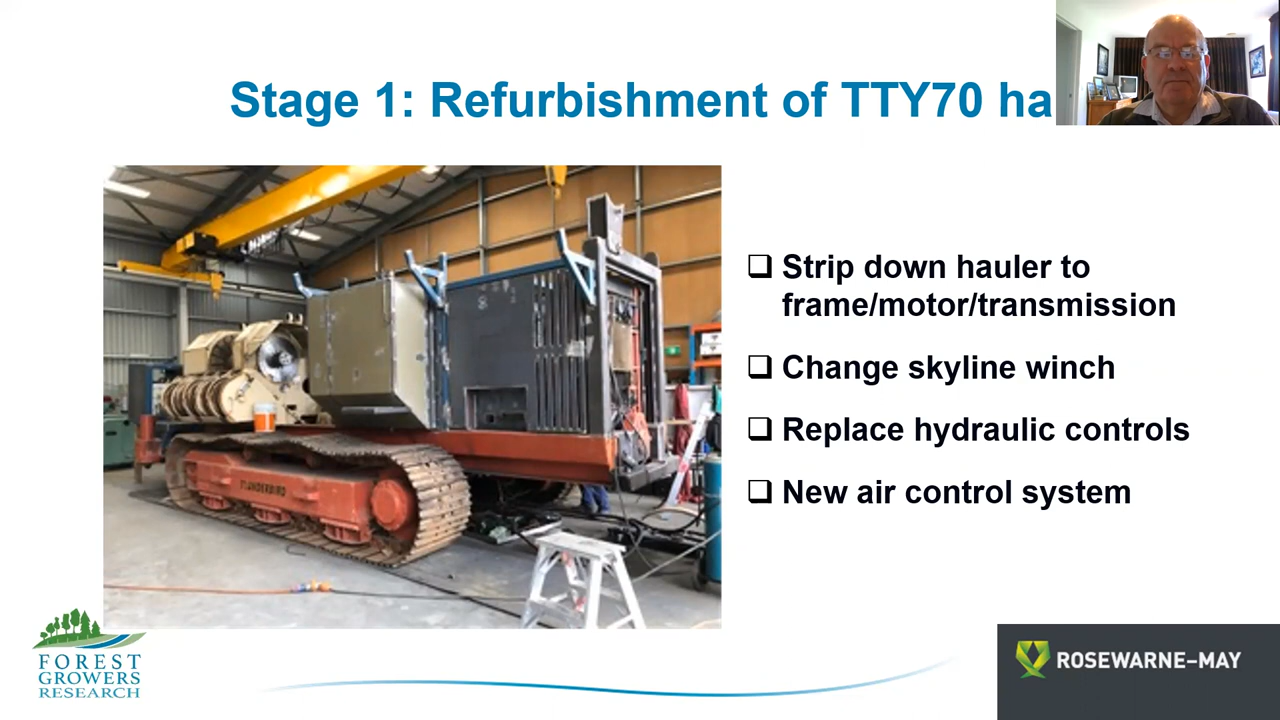 Stage 1: Refurbishment of TTY70 ha
Strip down hauler to
frame/motor/transmission
Change skyline winch
Replace hydraulic controls
New air control system
THUNDERBIRD
FOREST
GROWERS
RESEARCH
ROSEWARNE–MAY